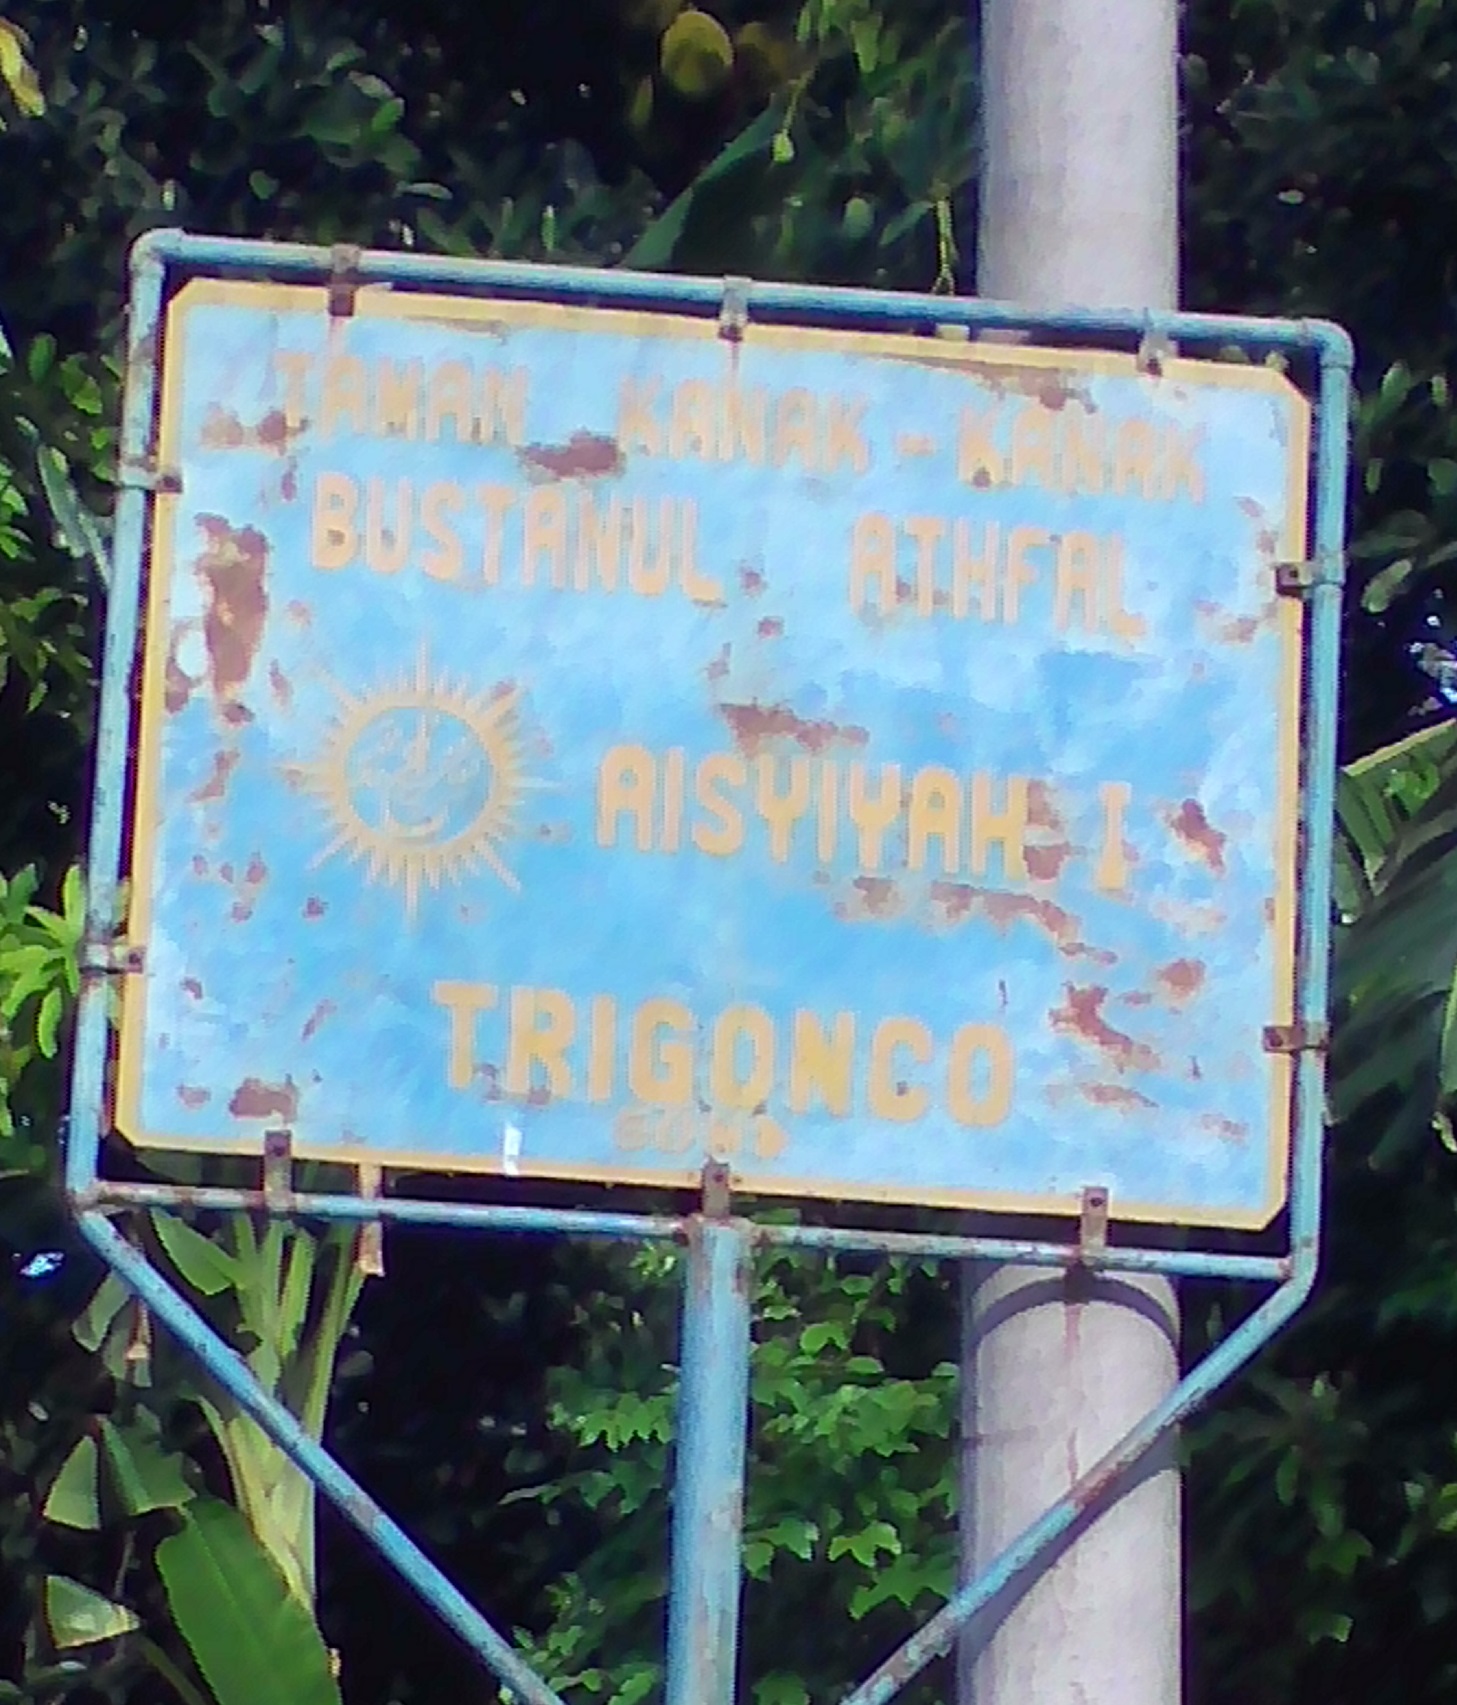 TAMAN KANAK-KANAK
BUSTANUL ATHFAL
AISYIYAH I
TRIGONCO